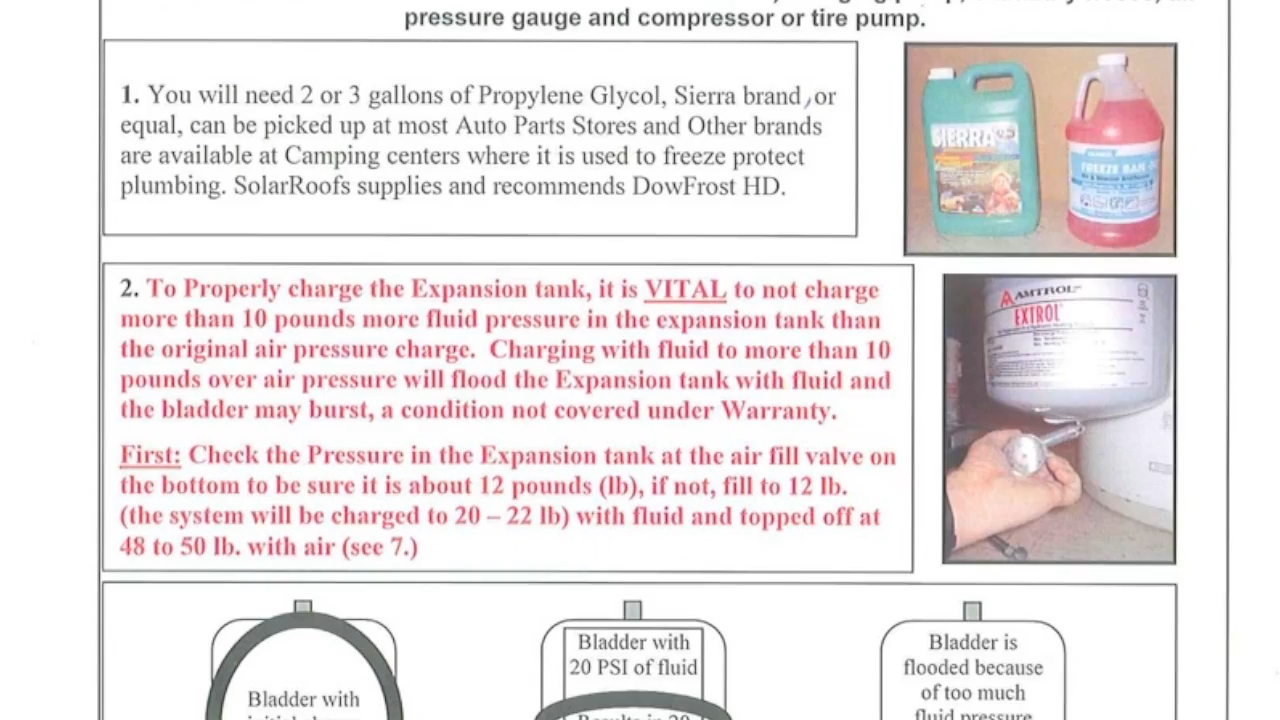 pressure gauge and compressor or tire pump.
1. You will need 2 or 3 gallons of Propylene Glycol, Sierra brand, or
equal, can be picked up at most Auto Parts Stores and Other brands
are available at Camping centers where it is used to freeze protect
plumbing. SolarRoofs supplies and recommends DowFrost HD.
SIERRA
2. To Properly charge the Expansion tank, it is VITAL to not charge
more than 10 pounds more fluid pressure in the expansion tank than
the original air pressure charge. Charging with fluid to more than 10
pounds over air pressure will flood the Expansion tank with fluid and
the bladder may burst, a condition not covered under Warranty.
First: Check the Pressure in the Expansion tank at the air fill valve on
the bottom to be sure it is about 12 pounds (lb), if not, fill to 12 lb.
(the system will be charged to 20 – 22 lb) with fluid and topped off at
48 to 50 lb. with air (see 7.)
AMTROL
EXTROL
Bladder with
Bladder with
20 PSI of fluid
Results in 20
Bladder is
flooded because
of too much
fluid pressure